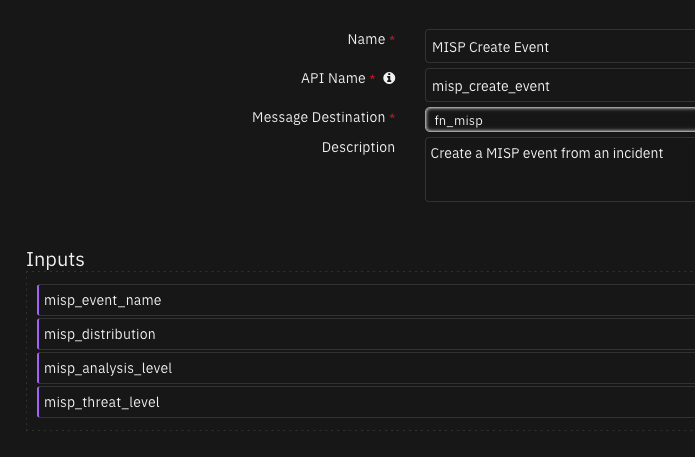 Name *
MISP Create Event
API Name *
misp_create_event
Message Destination *
fn_misp
Description
Create a MISP event from an incident
Inputs
misp_event_name
misp_distribution
misp_analysis_level
misp_threat_level